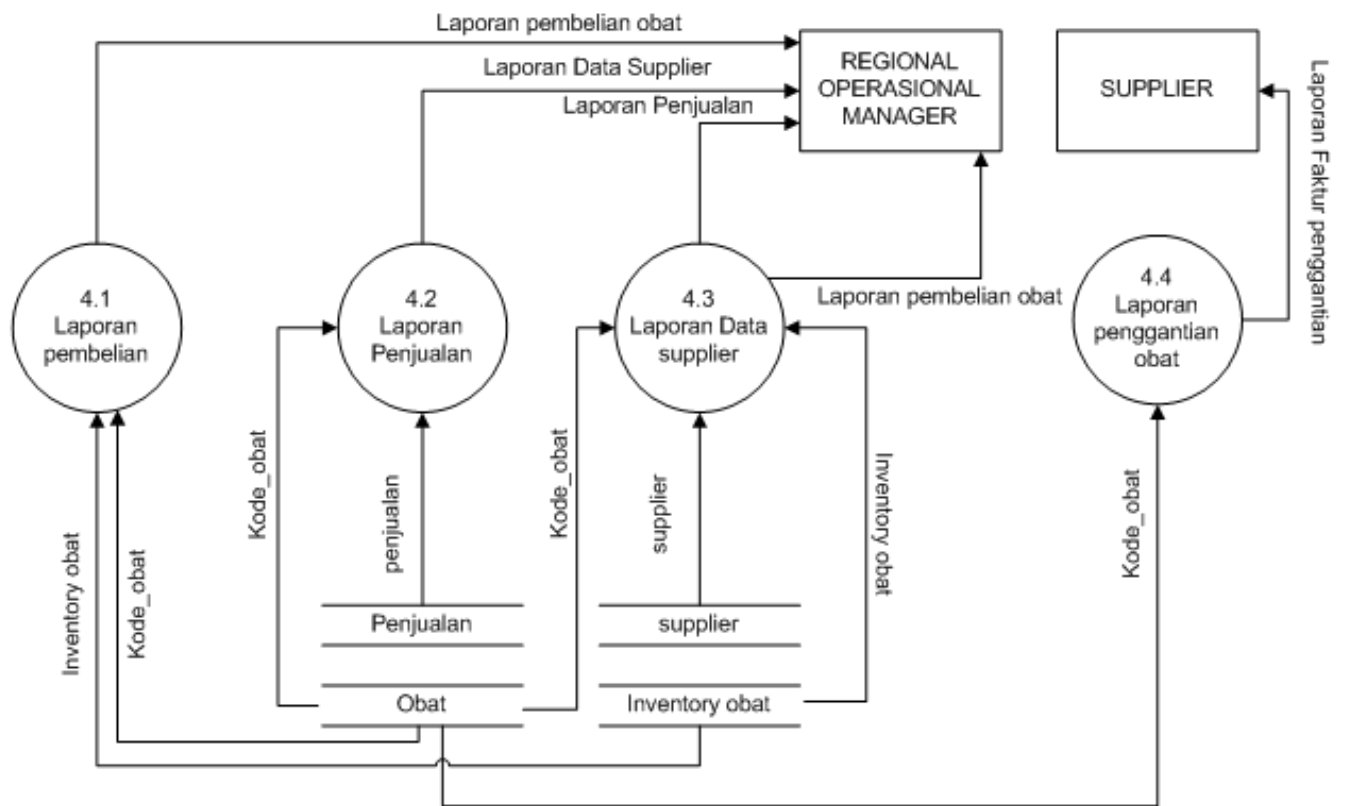 Laporan pembelian obat
Laporan Data Supplier
Laporan Penjualan
REGIONAL
OPERASIONAL
MANAGER
SUPPLIER
Laporan Faktur penggantian
4.1
Laporan
pembelian
4.2
Laporan
Penjualan
4.3
Laporan Data
supplier
Laporan pembelian obat
4.4
Laporan
penggantian
obat
Inventory obat
Kode_obat
Kode_obat
penjualan
Kode_obat
supplier
Inventory obat
Kode_obat
Penjualan
supplier
Obat
Inventory obat